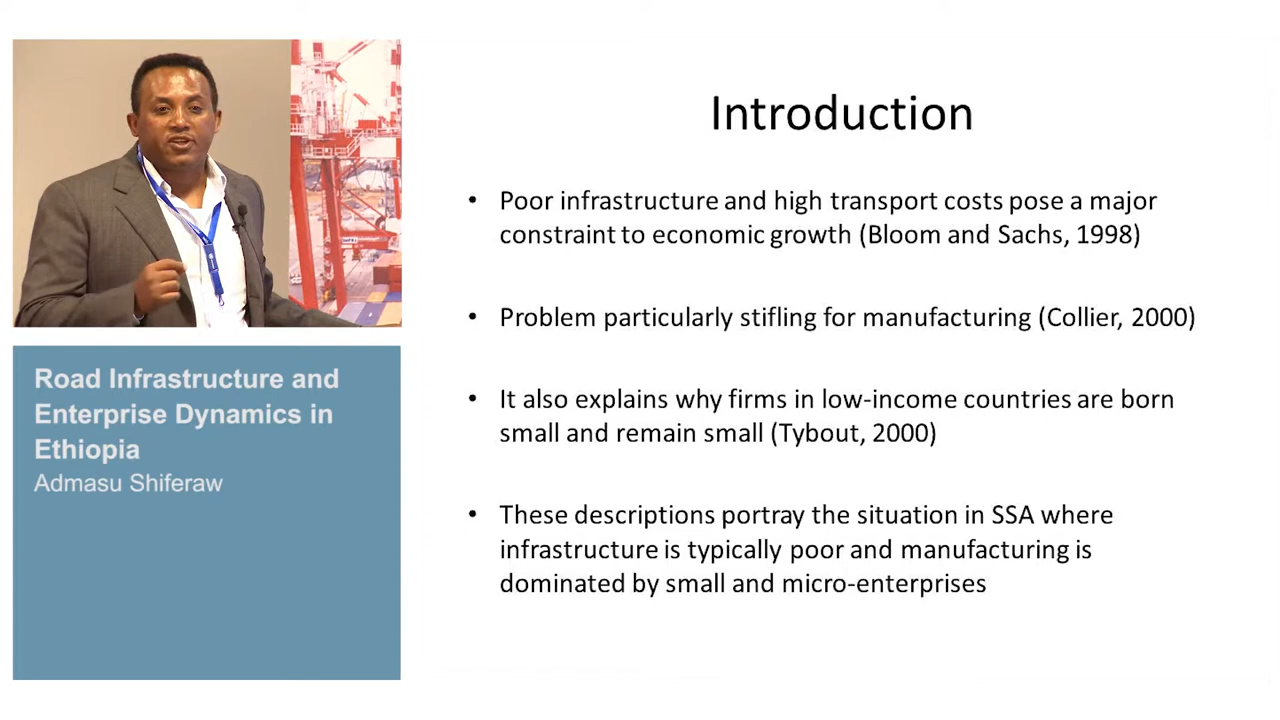 Introduction
• Poor infrastructure and high transport costs pose a major
constraint to economic growth (Bloom and Sachs, 1998)
• Problem particularly stifling for manufacturing (Collier, 2000)
• It also explains why firms in low-income countries are born
small and remain small (Tybout, 2000)
• These descriptions portray the situation in SSA where
infrastructure is typically poor and manufacturing is
dominated by small and micro-enterprises
Road Infrastructure and
Enterprise Dynamics in
Ethiopia
Admasu Shiferaw